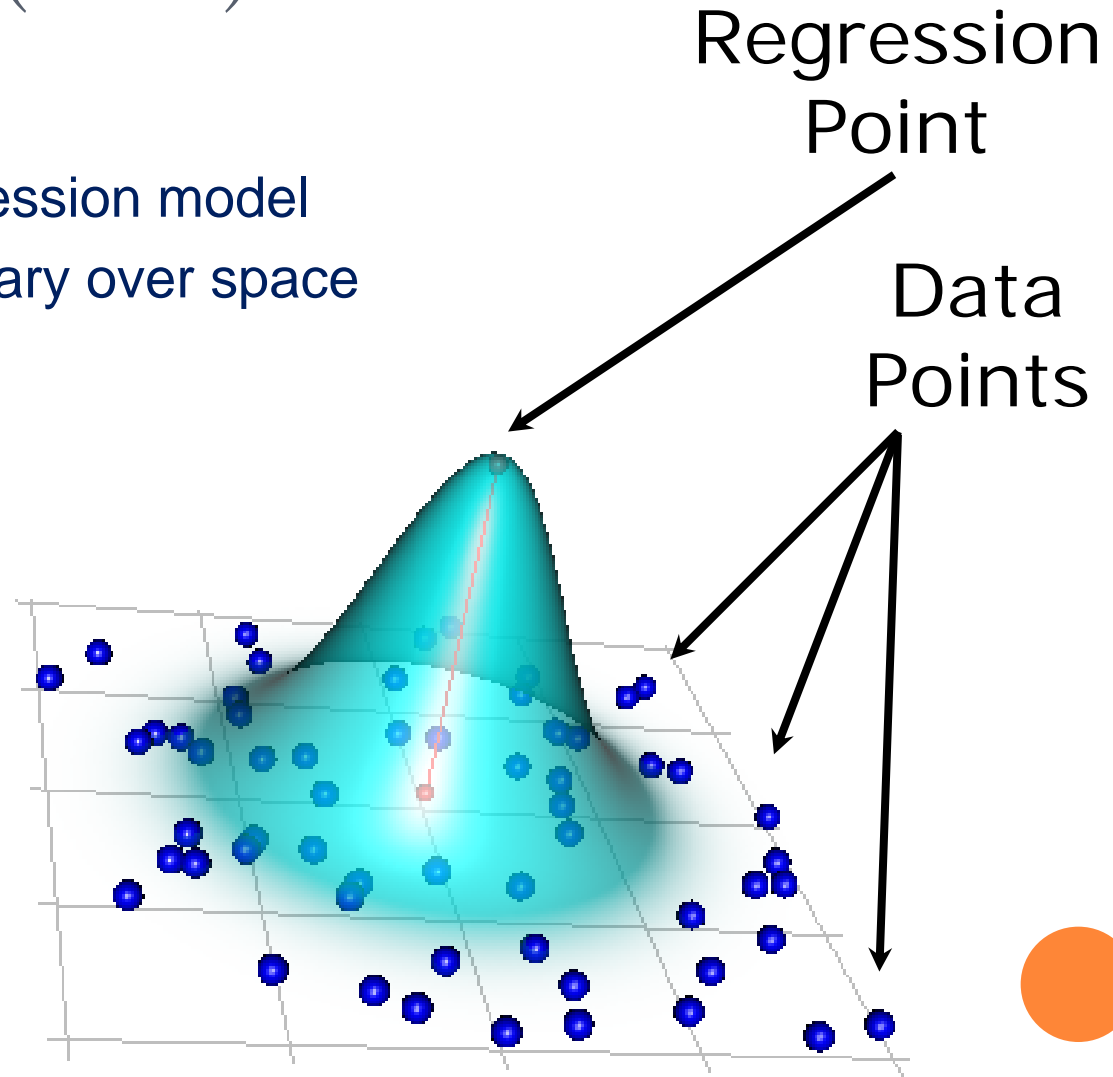 Regression
Point
ession model
ary over space
Data
Points